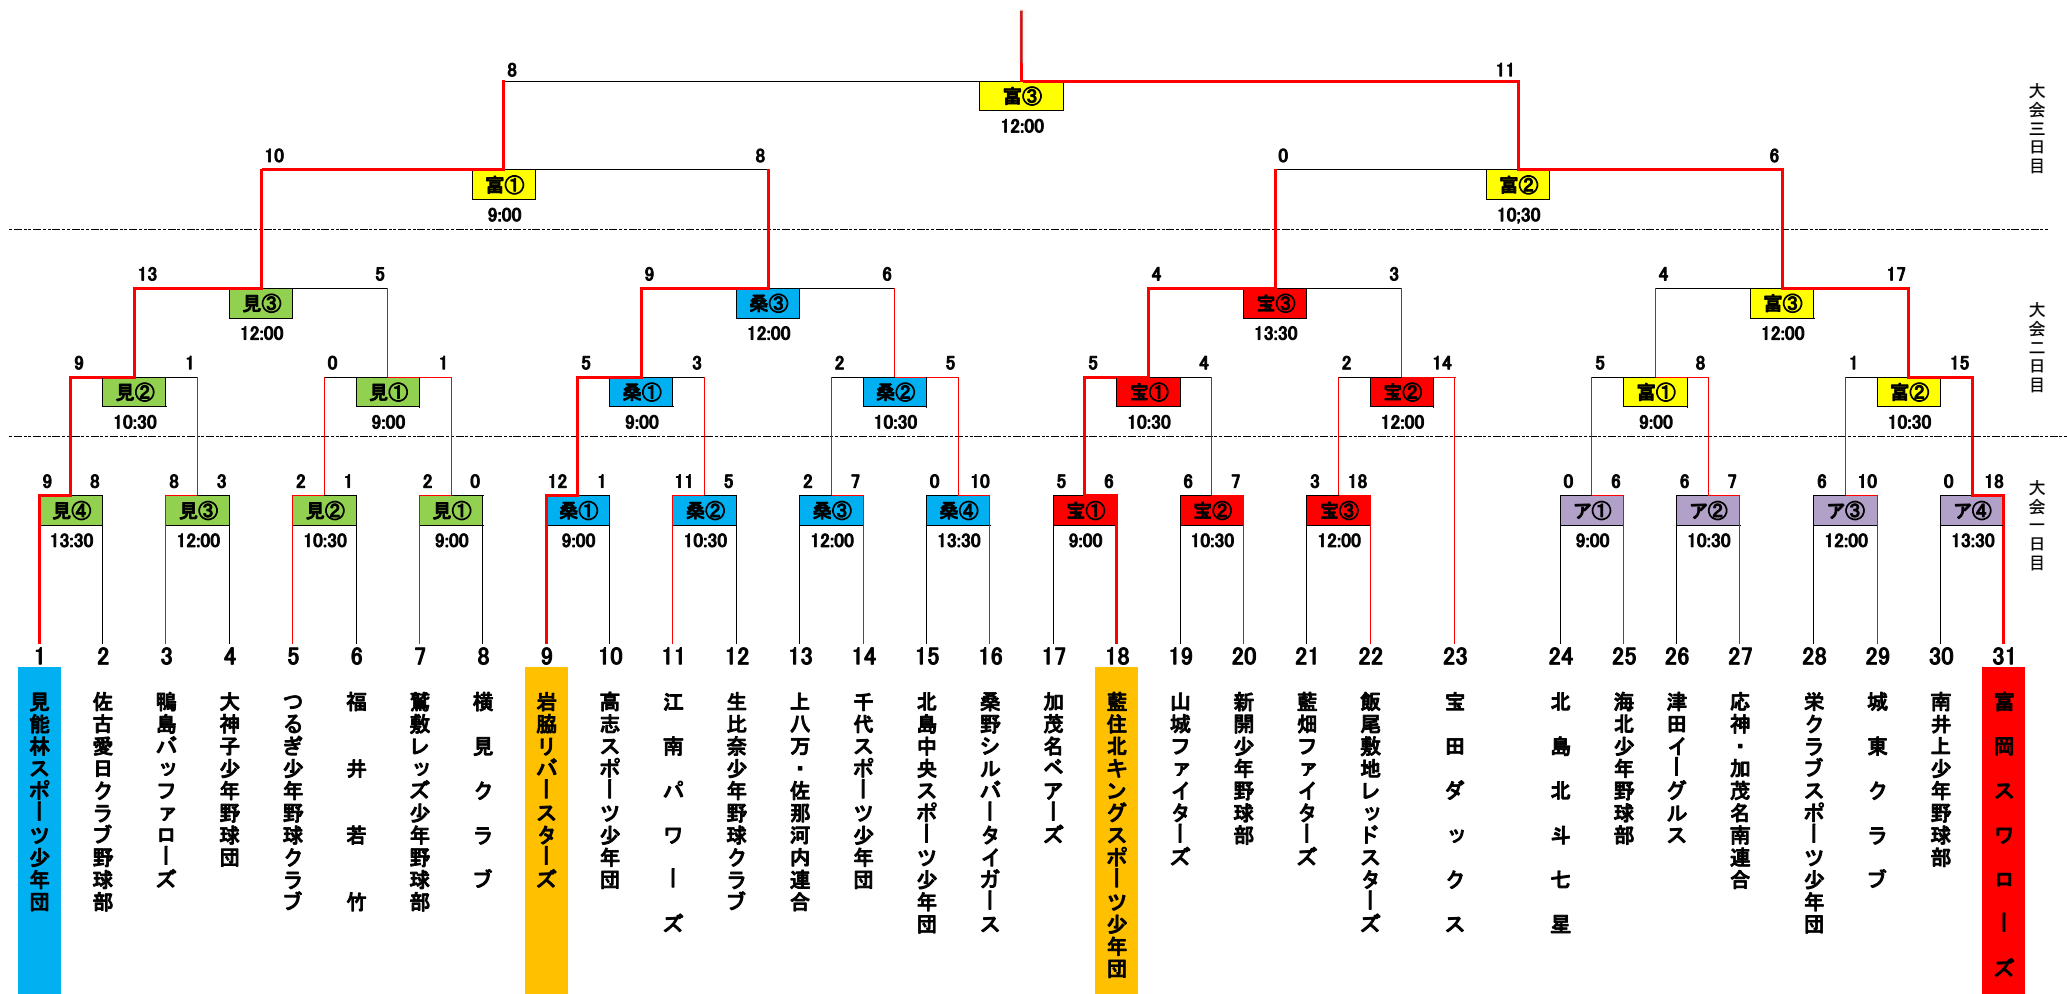 8 11
富③
12:00
大会三日目
10 8 0 6
富① 富②
9:00 10;30
13 5 9 6 4 3 4 17
見③ 桑③ 宝③ 富③
12:00 12:00 13:30 12:00
大会二日目
9 1 0 1 5 3 2 5 5 4 2 14 5 8 1 15
見② 見① 桑① 桑② 宝① 宝② 富① 富②
10:30 9:00 9:00 10:30 10:30 12:00 9:00 10:30
9 8 8 3 2 1 2 0 12 1 11 5 2 7 0 10 5 6 6 7 3 18 0 6 6 7 6 10 0 18
見④ 見③ 見② 見① 桑① 桑② 桑③ 桑④ 宝① 宝② 宝③ ア① ア② ア③ ア④
13:30 12:00 10:30 9:00 9:00 10:30 12:00 13:30 9:00 10:30 12:00 9:00 10:30 12:00 13:30
大会一日目
1 2 3 4 5 6 7 8 9 10 11 12 13 14 15 16 17 18 19 20 21 22 23 24 25 26 27 28 29 30 31
見能林スポーツ少年団
佐古愛日クラブ野球部
鴨島バッファローズ
大神子少年野球団
つるぎ少年野球クラブ
福井若竹
鷲敷レッズ少年野球部
横見クラブ
岩脇リバースターズ
高志スポーツ少年団
江南パワーズ
生比奈少年野球クラブ
上八万・佐那河内連合
千代スポーツ少年団
北島中央スポーツ少年団
桑野シルバータイガース
加茂名ベアーズ
藍住北キングスポーツ少年団
山城ファイターズ
新開少年野球部
藍畑ファイターズ
飯尾敷地レッドスターズ
宝田ダックス
北島北斗七星
海北少年野球部
津田イーグルス
応神・加茂名南連合
栄クラブスポーツ少年団
城東クラブ
南井上少年野球部
富岡スワローズ